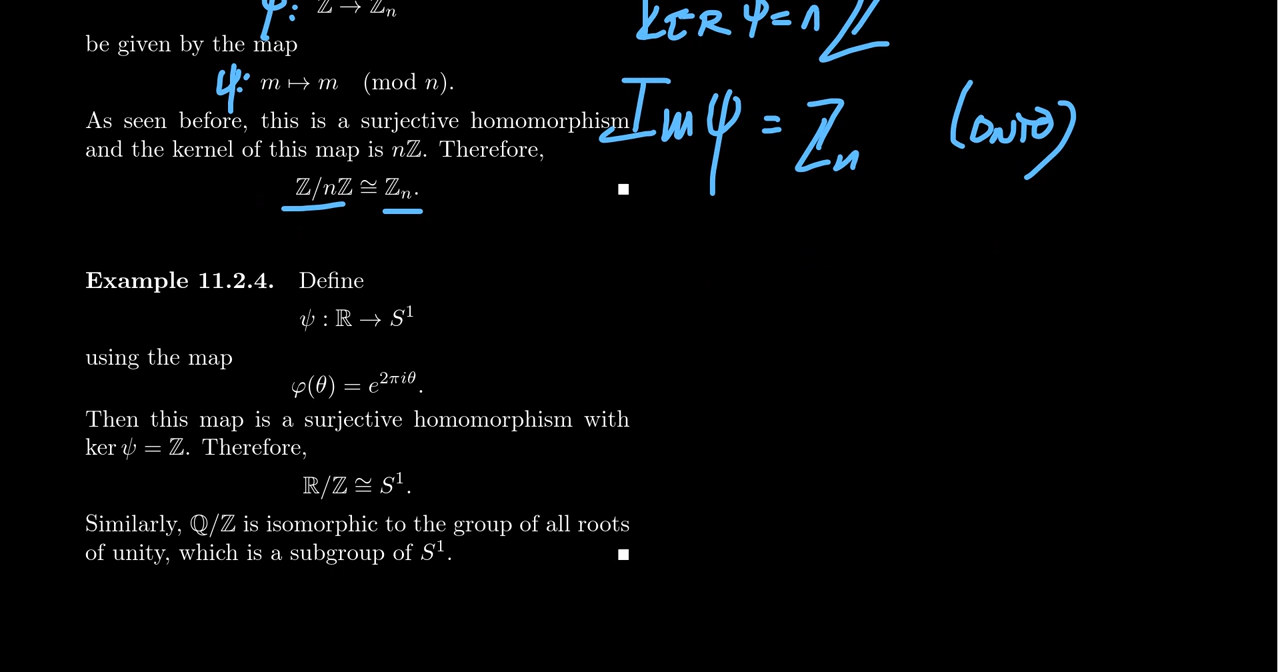 ψ: ℤ → ℤₙ
KER ψ = nℤ
be given by the map
ψ: m ↦ m (mod n).
Im ψ = ℤₙ (ONTO)
As seen before, this is a surjective homomorphism
and the kernel of this map is nℤ. Therefore,
ℤ/nℤ ≅ ℤₙ. ■
Example 11.2.4. Define
ψ : ℝ → S¹
using the map
φ(θ) = e^{2πiθ}.
Then this map is a surjective homomorphism with
ker ψ = ℤ. Therefore,
ℝ/ℤ ≅ S¹.
Similarly, ℚ/ℤ is isomorphic to the group of all roots
of unity, which is a subgroup of S¹. ■